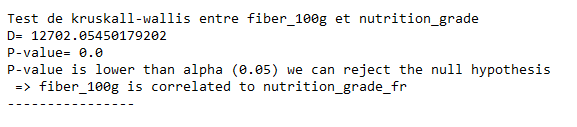 Test de kruskall-wallis entre fiber_100g et nutrition_grade
D= 12702.05450179202
P-value= 0.0
P-value is lower than alpha (0.05) we can reject the null hypothesis
=> fiber_100g is correlated to nutrition_grade_fr
----------------